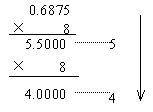 0.6875
× 8
5.5000 ┈┈┈ 5
× 8
4.0000 ┈┈┈ 4